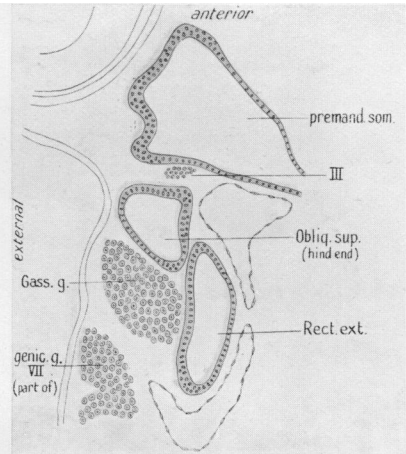 anterior
premand. som.
III
external
Obliq. sup.
(hind end)
Gass. g.
Rect. ext.
genic. g.
VII
(part of)